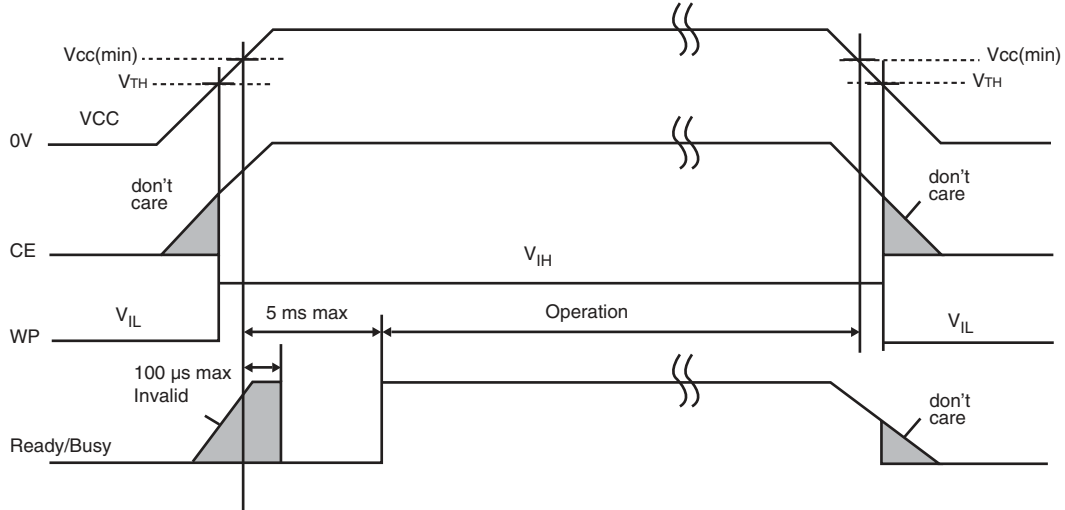 Vcc(min)
VTH
VCC
0V
Vcc(min)
VTH
don't
care
don't
care
CE
VIH
VIL
WP
5 ms max
Operation
VIL
100 µs max
Invalid
don't
care
Ready/Busy